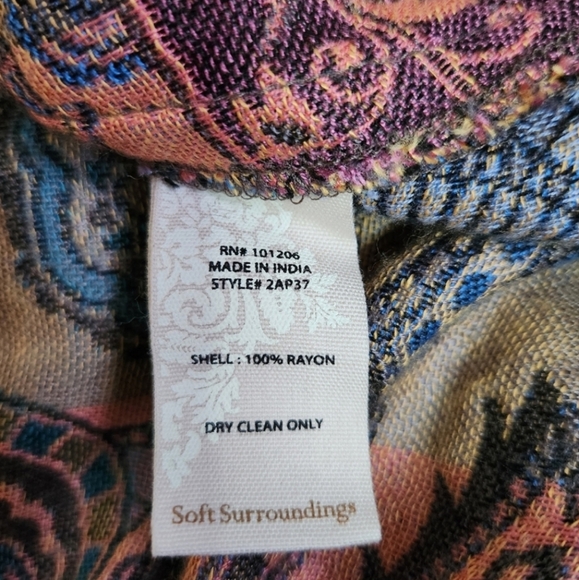 RN# 101206
MADE IN INDIA
STYLE# 2AP37
SHELL : 100% RAYON
DRY CLEAN ONLY
Soft Surroundings